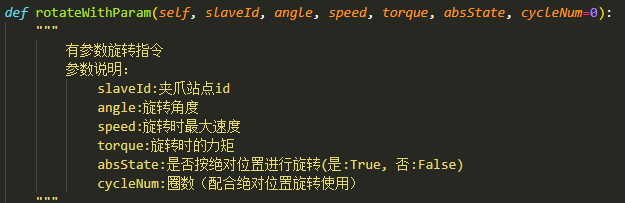 def rotateWithParam(self, slaveId, angle, speed, torque, absState, cycleNum=0):
"""
有参数旋转指令
参数说明:
slaveId:夹爪站点id
angle:旋转角度
speed:旋转时最大速度
torque:旋转时的力矩
absState:是否按绝对位置进行旋转(是:True, 否:False)
cycleNum:圈数（配合绝对位置旋转使用）
"""